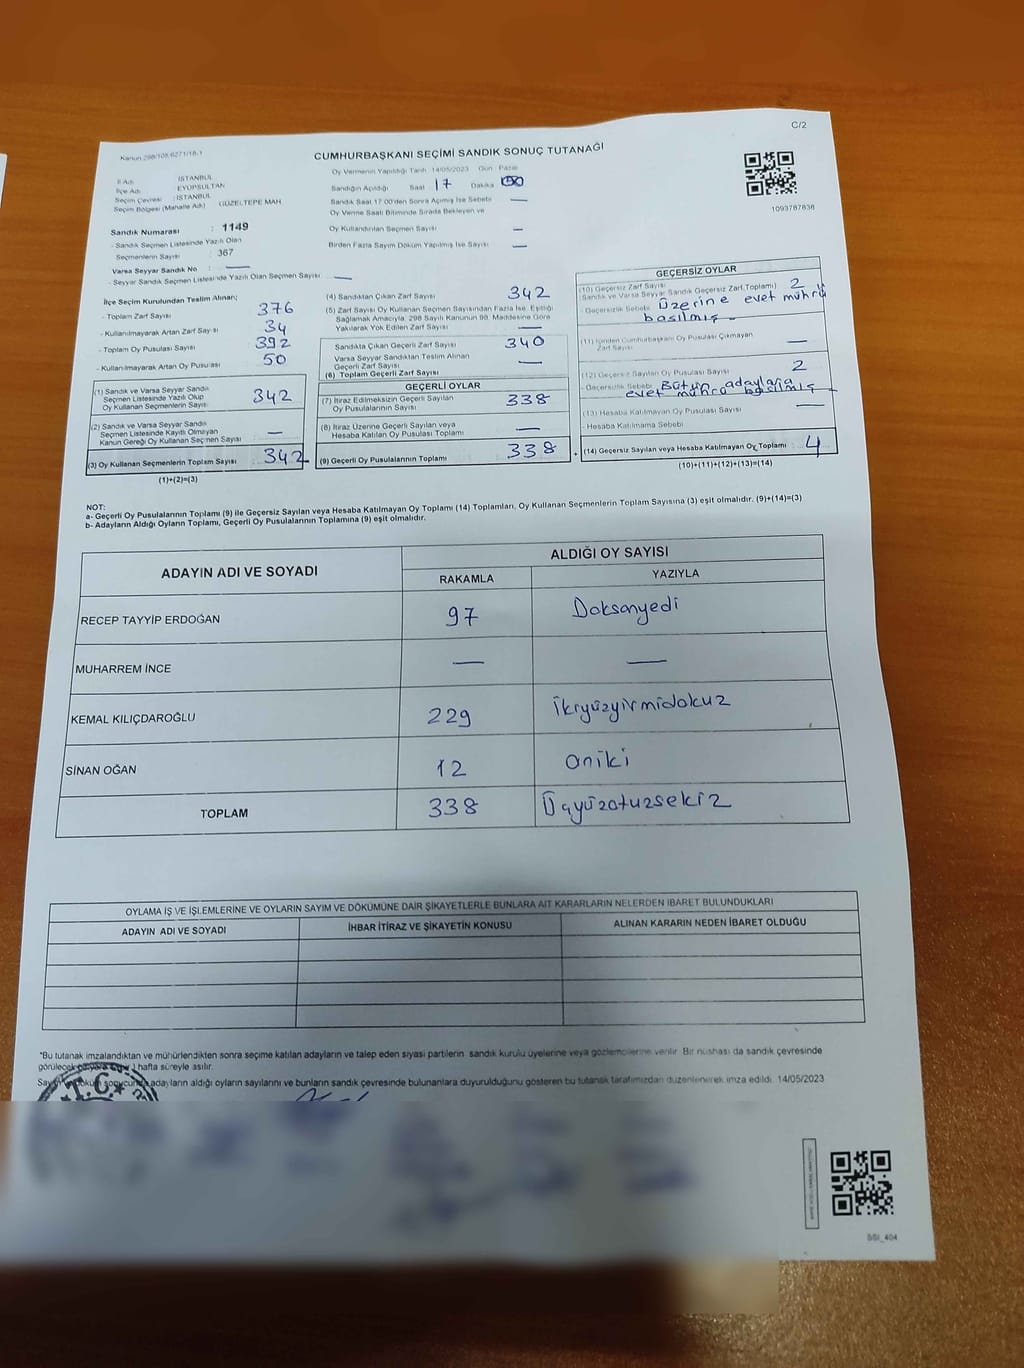 C/2
Kanun 298/105,6271/18-1
CUMHURBAŞKANI SEÇİMİ SANDIK SONUÇ TUTANAĞI
İl Adı : İSTANBUL
İlçe Adı : EYÜPSULTAN
Seçim Çevresi : İSTANBUL
Seçim Bölgesi (Mahalle Adı) : GÜZELTEPE MAH
Sandık Numarası : 1149
- Sandık Seçmen Listesinde Yazılı Olan
Seçmenlerin Sayısı : 367
Varsa Seyyar Sandık No : —
- Seyyar Sandık Seçmen Listesinde Yazılı Olan Seçmen Sayısı : —
Oy Vermenin Yapıldığı Tarih 14/05/2023 Gün Pazar
Sandığın Açıldığı Saat 17 Dakika 00
Sandık Saat 17.00'den Sonra Açılmış İse Sebebi —
Oy Verme Saati Bitiminde Sırada Bekleyen ve
Oy Kullandırılan Seçmen Sayısı —
Birden Fazla Sayım Döküm Yapılmış İse Sayısı —
1093787836
İlçe Seçim Kurulundan Teslim Alınan;
- Toplam Zarf Sayısı 376
- Kullanılmayarak Artan Zarf Sayısı 34
- Toplam Oy Pusulası Sayısı 392
- Kullanılmayarak Artan Oy Pusulası 50
(1) Sandık ve Varsa Seyyar Sandık
Seçmen Listesinde Yazılı Olup
Oy Kullanan Seçmenlerin Sayısı 342
(2) Sandık ve Varsa Seyyar Sandık
Seçmen Listesinde Kayıtlı Olmayan
Kanun Gereği Oy Kullanan Seçmen Sayısı —
(3) Oy Kullanan Seçmenlerin Toplam Sayısı 342
(1)+(2)=(3)
(4) Sandıktan Çıkan Zarf Sayısı 342
(5) Zarf Sayısı Oy Kullanan Seçmen Sayısından Fazla İse, Eşitliği
Sağlamak Amacıyla, 298 Sayılı Kanunun 98. Maddesine Göre
Yakılarak Yok Edilen Zarf Sayısı —
Sandıkta Çıkan Geçerli Zarf Sayısı 340
Varsa Seyyar Sandıktan Teslim Alınan
Geçerli Zarf Sayısı —
(6) Toplam Geçerli Zarf Sayısı
GEÇERLİ OYLAR
(7) İtiraz Edilmeksizin Geçerli Sayılan
Oy Pusulalarının Sayısı 338
(8) İtiraz Üzerine Geçerli Sayılan veya
Hesaba Katılan Oy Pusulası Toplamı —
(9) Geçerli Oy Pusulalarının Toplamı 338
GEÇERSİZ OYLAR
(10) Geçersiz Zarf Sayısı
(Sandık ve Varsa Seyyar Sandık Geçersiz Zarf Toplamı) 2
- Geçersizlik Sebebi Üzerine evet mührü
basılmış
(11) İçinden Cumhurbaşkanı Oy Pusulası Çıkmayan
Zarf Sayısı —
(12) Geçersiz Sayılan Oy Pusulası Sayısı 2
- Geçersizlik Sebebi Bütün adaylara
evet mührü basılmış
(13) Hesaba Katılmayan Oy Pusulası Sayısı —
- Hesaba Katılmama Sebebi
(14) Geçersiz Sayılan veya Hesaba Katılmayan Oy Toplamı 4
(10)+(11)+(12)+(13)=(14)
NOT:
a- Geçerli Oy Pusulalarının Toplamı (9) ile Geçersiz Sayılan veya Hesaba Katılmayan Oy Toplamı (14) Toplamları, Oy Kullanan Seçmenlerin Toplam Sayısına (3) eşit olmalıdır. (9)+(14)=(3)
b- Adayların Aldığı Oyların Toplamı, Geçerli Oy Pusulalarının Toplamına (9) eşit olmalıdır.
ADAYIN ADI VE SOYADI
ALDIĞI OY SAYISI
RAKAMLA YAZIYLA
RECEP TAYYİP ERDOĞAN 97 Doksanyedi
MUHARREM İNCE — —
KEMAL KILIÇDAROĞLU 229 ikiyüzyirmidokuz
SİNAN OĞAN 12 Oniki
TOPLAM 338 Üçyüzotuzsekiz
OYLAMA İŞ VE İŞLEMLERİNE VE OYLARIN SAYIM VE DÖKÜMÜNE DAİR ŞİKAYETLERLE BUNLARA AİT KARARLARIN NELERDEN İBARET BULUNDUKLARI
ADAYIN ADI VE SOYADI İHBAR İTİRAZ VE ŞİKAYETİN KONUSU ALINAN KARARIN NEDEN İBARET OLDUĞU
*Bu tutanak imzalandıktan ve mühürlendikten sonra seçime katılan adayların ve talep eden siyasi partilerin sandık kurulu üyelerine veya gözlemcilerine verilir. Bir nüshası da sandık çevresinde
görülecek hafta süreyle asılır.
adayların aldığı oyların sayılarını ve bunların sandık çevresinde bulunanlara duyurulduğunu gösteren bu tutanak tarafımızdan düzenlenerek imza edildi. 14/05/2023
T.C.
SSI_404